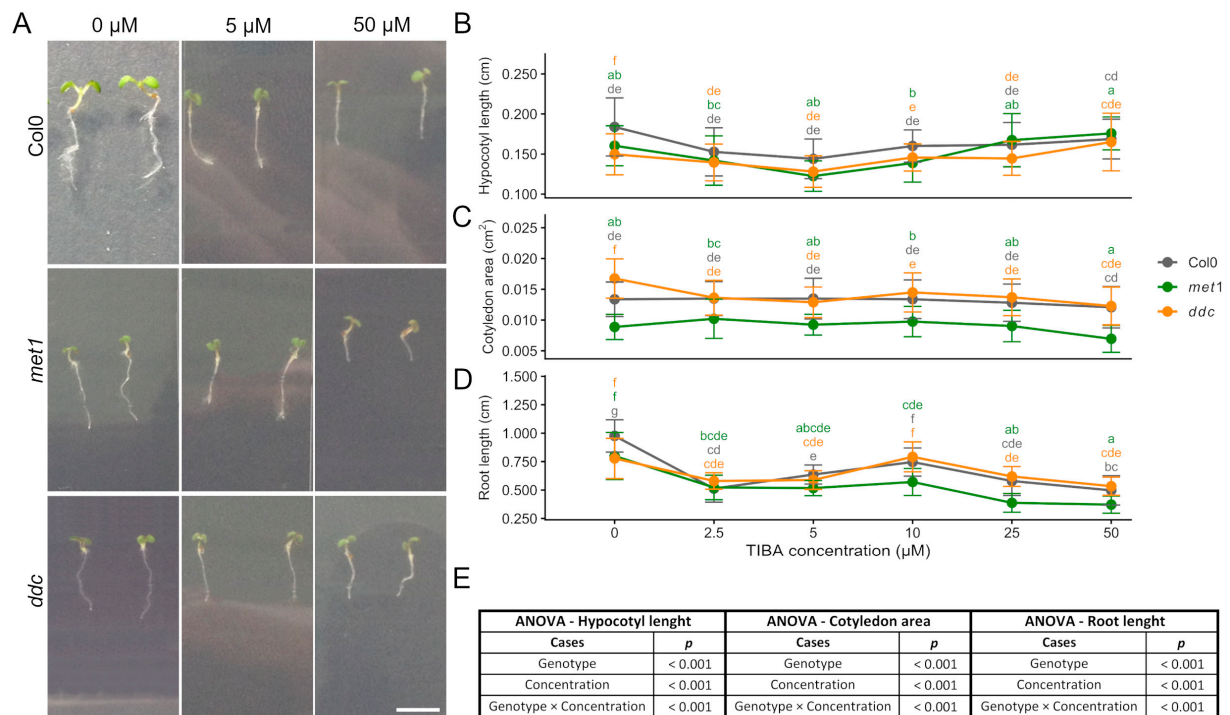 A
0 µM 5 µM 50 µM
Col0
met1
ddc
B
Hypocotyl length (cm)
0.250
0.200
0.150
0.100
f de ab de cd
ab bc de b de a
de de de e ab cde
C
Cotyledon area (cm²)
0.025
0.020
0.015
0.010
0.005
ab bc ab b ab a
de de de de de cde
f de de e de cd
Col0
met1
ddc
D
Root length (cm)
1.500
1.250
1.000
0.750
0.500
0.250
f bcde abcde cde ab a
f cd cde f cde cde
g cde e f de bc
0 2.5 5 10 25 50
TIBA concentration (µM)
E
ANOVA - Hypocotyl lenght ANOVA - Cotyledon area ANOVA - Root lenght
Cases p Cases p Cases p
Genotype < 0.001 Genotype < 0.001 Genotype < 0.001
Concentration < 0.001 Concentration < 0.001 Concentration < 0.001
Genotype × Concentration < 0.001 Genotype × Concentration < 0.001 Genotype × Concentration < 0.001